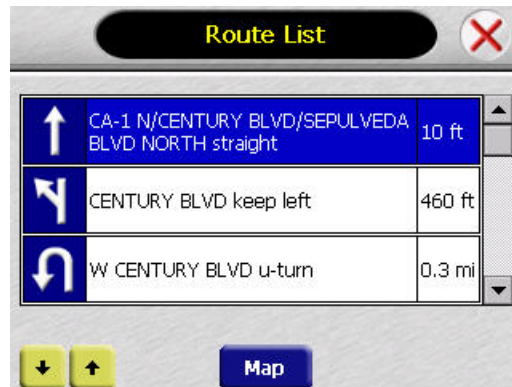 Route List
CA-1 N/CENTURY BLVD/SEPULVEDA
BLVD NORTH straight
10 ft
CENTURY BLVD keep left
460 ft
W CENTURY BLVD u-turn
0.3 mi
Map